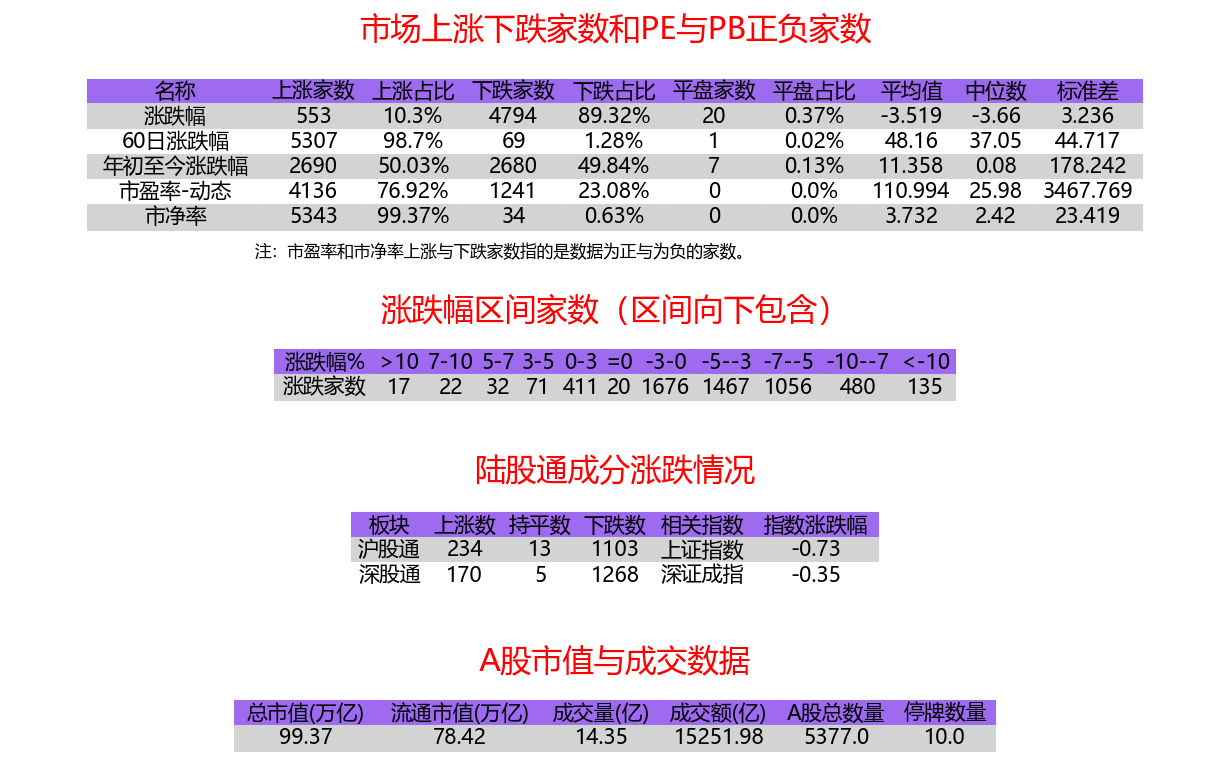 市场上涨下跌家数和PE与PB正负家数
名称 上涨家数 上涨占比 下跌家数 下跌占比 平盘家数 平盘占比 平均值 中位数 标准差
涨跌幅 553 10.3% 4794 89.32% 20 0.37% -3.519 -3.66 3.236
60日涨跌幅 5307 98.7% 69 1.28% 1 0.02% 48.16 37.05 44.717
年初至今涨跌幅 2690 50.03% 2680 49.84% 7 0.13% 11.358 0.08 178.242
市盈率-动态 4136 76.92% 1241 23.08% 0 0.0% 110.994 25.98 3467.769
市净率 5343 99.37% 34 0.63% 0 0.0% 3.732 2.42 23.419
注：市盈率和市净率上涨与下跌家数指的是数据为正与为负的家数。
涨跌幅区间家数（区间向下包含）
涨跌幅% >10 7-10 5-7 3-5 0-3 =0 -3-0 -5--3 -7--5 -10--7 <-10
涨跌家数 17 22 32 71 411 20 1676 1467 1056 480 135
陆股通成分涨跌情况
板块 上涨数 持平数 下跌数 相关指数 指数涨跌幅
沪股通 234 13 1103 上证指数 -0.73
深股通 170 5 1268 深证成指 -0.35
A股市值与成交数据
总市值(万亿) 流通市值(万亿) 成交量(亿) 成交额(亿) A股总数量 停牌数量
99.37 78.42 14.35 15251.98 5377.0 10.0